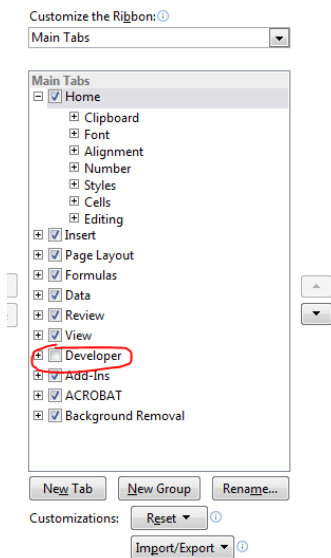 Customize the Ribbon:
Main Tabs
Main Tabs
Home
Clipboard
Font
Alignment
Number
Styles
Cells
Editing
Insert
Page Layout
Formulas
Data
Review
View
Developer
Add-Ins
ACROBAT
Background Removal
New Tab New Group Rename...
Customizations: Reset
Import/Export